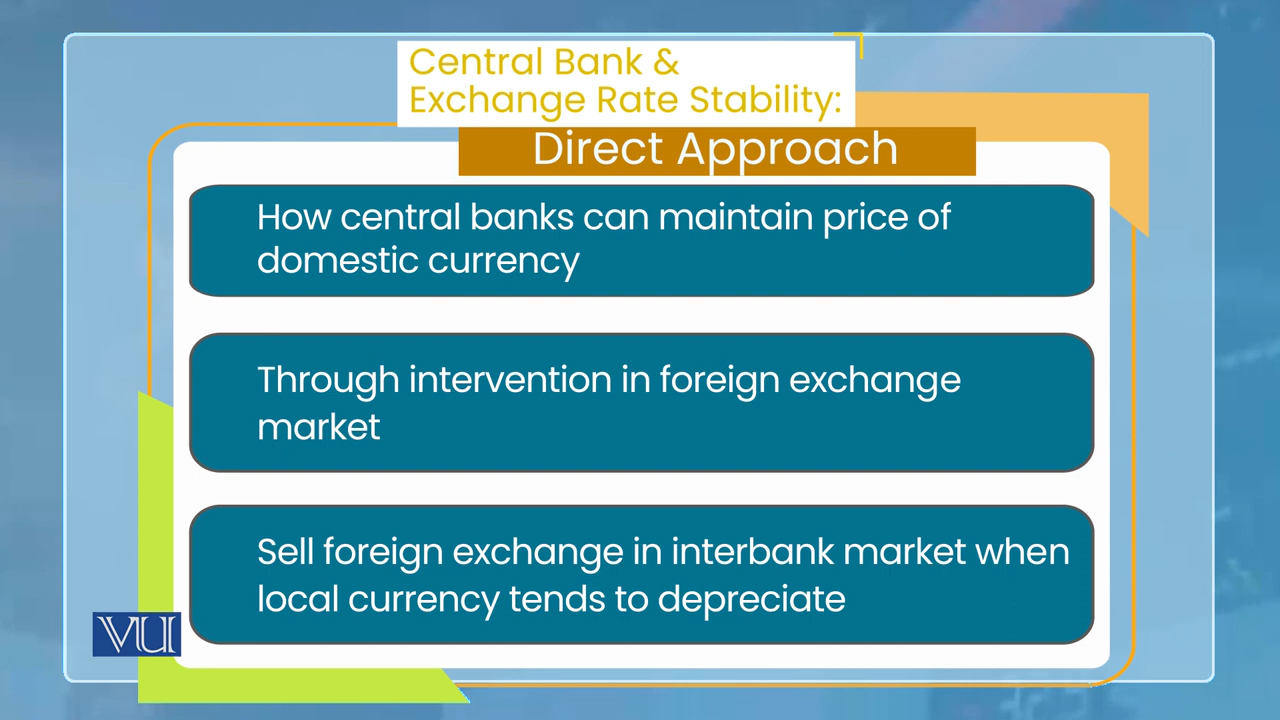 Central Bank &
Exchange Rate Stability:
Direct Approach
How central banks can maintain price of
domestic currency
Through intervention in foreign exchange
market
Sell foreign exchange in interbank market when
local currency tends to depreciate
VU